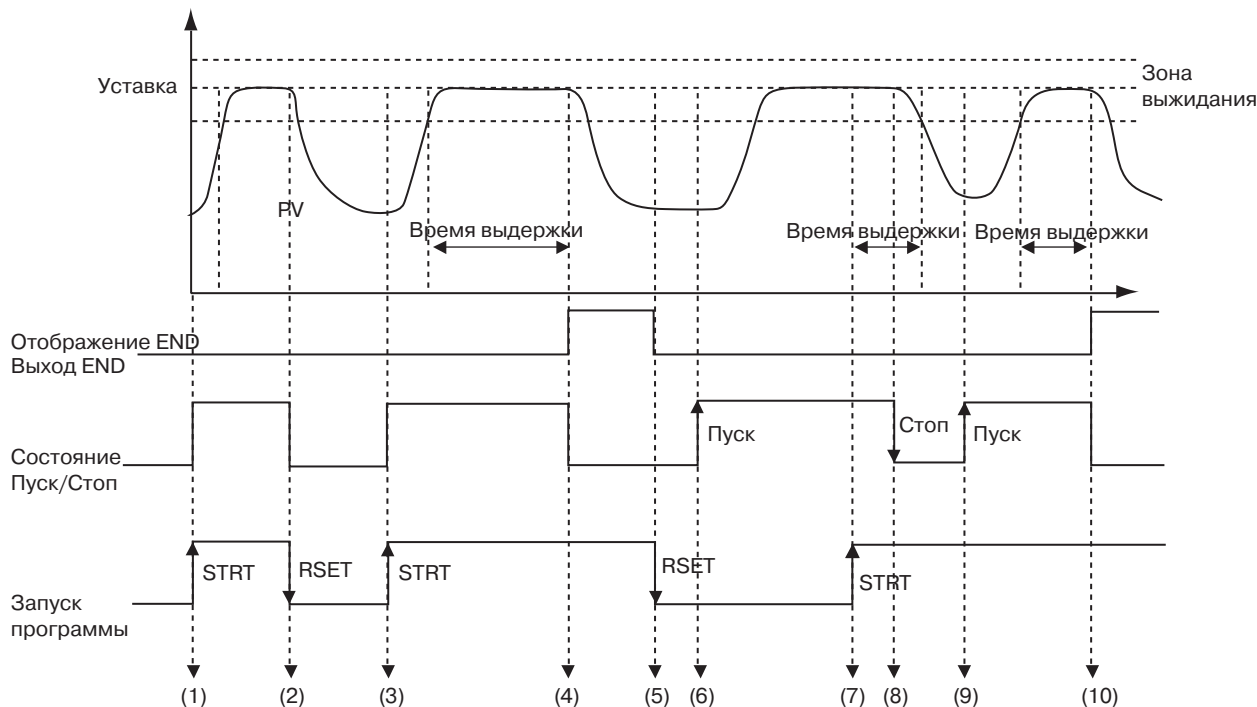 Уставка
Зона
выжидания
PV
Время выдержки
Время выдержки
Время выдержки
Отображение END
Выход END
Состояние
Пуск/Стоп
Пуск
Стоп
Пуск
Запуск
программы
STRT
RSET
STRT
RSET
STRT
(1)
(2)
(3)
(4)
(5)
(6)
(7)
(8)
(9)
(10)